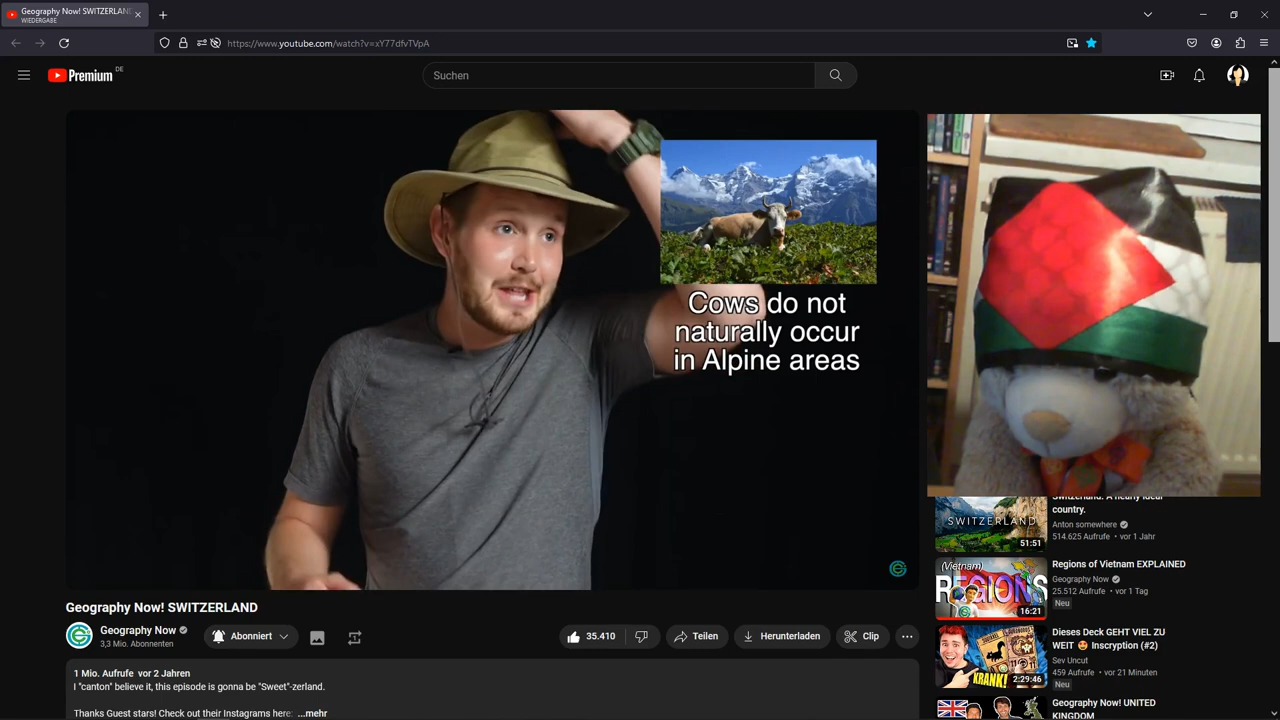 Geography Now! SWITZERLAND
WIEDERGABE
https://www.youtube.com/watch?v=xY77dfvTVpA
Premium DE
Suchen
Cows do not
naturally occur
in Alpine areas
Geography Now! SWITZERLAND
Geography Now
3,3 Mio. Abonnenten
Abonniert
35.410
Teilen
Herunterladen
Clip
1 Mio. Aufrufe vor 2 Jahren
I "canton" believe it, this episode is gonna be "Sweet"-zerland.
Thanks Guest stars! Check out their Instagrams here: ...mehr
SWITZERLAND
51:51
Switzerland: A nearly ideal
country.
Anton somewhere
514.625 Aufrufe • vor 1 Jahr
(Vietnam)
REGIONS
16:21
Regions of Vietnam EXPLAINED
Geography Now
25.512 Aufrufe • vor 1 Tag
Neu
KRANK!
2:29:46
Dieses Deck GEHT VIEL ZU
WEIT 🤩 Inscryption (#2)
Sev Uncut
459 Aufrufe • vor 21 Minuten
Neu
Geography Now! UNITED
KINGDOM